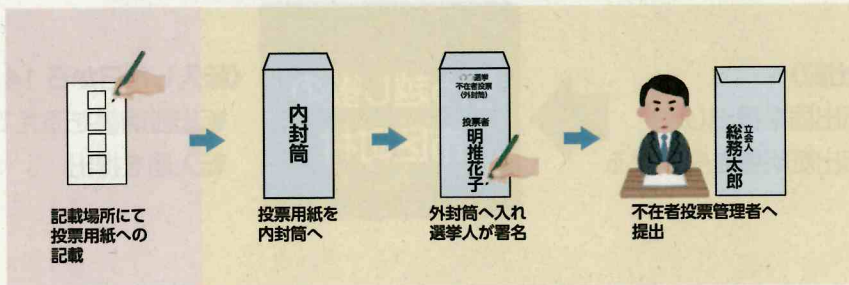 記載場所にて
投票用紙への
記載
内封筒
投票用紙を
内封筒へ
○○選挙
不在者投票
(外封筒)
投票者
明推花子
外封筒へ入れ
選挙人が署名
立会人
総務太郎
不在者投票管理者へ
提出